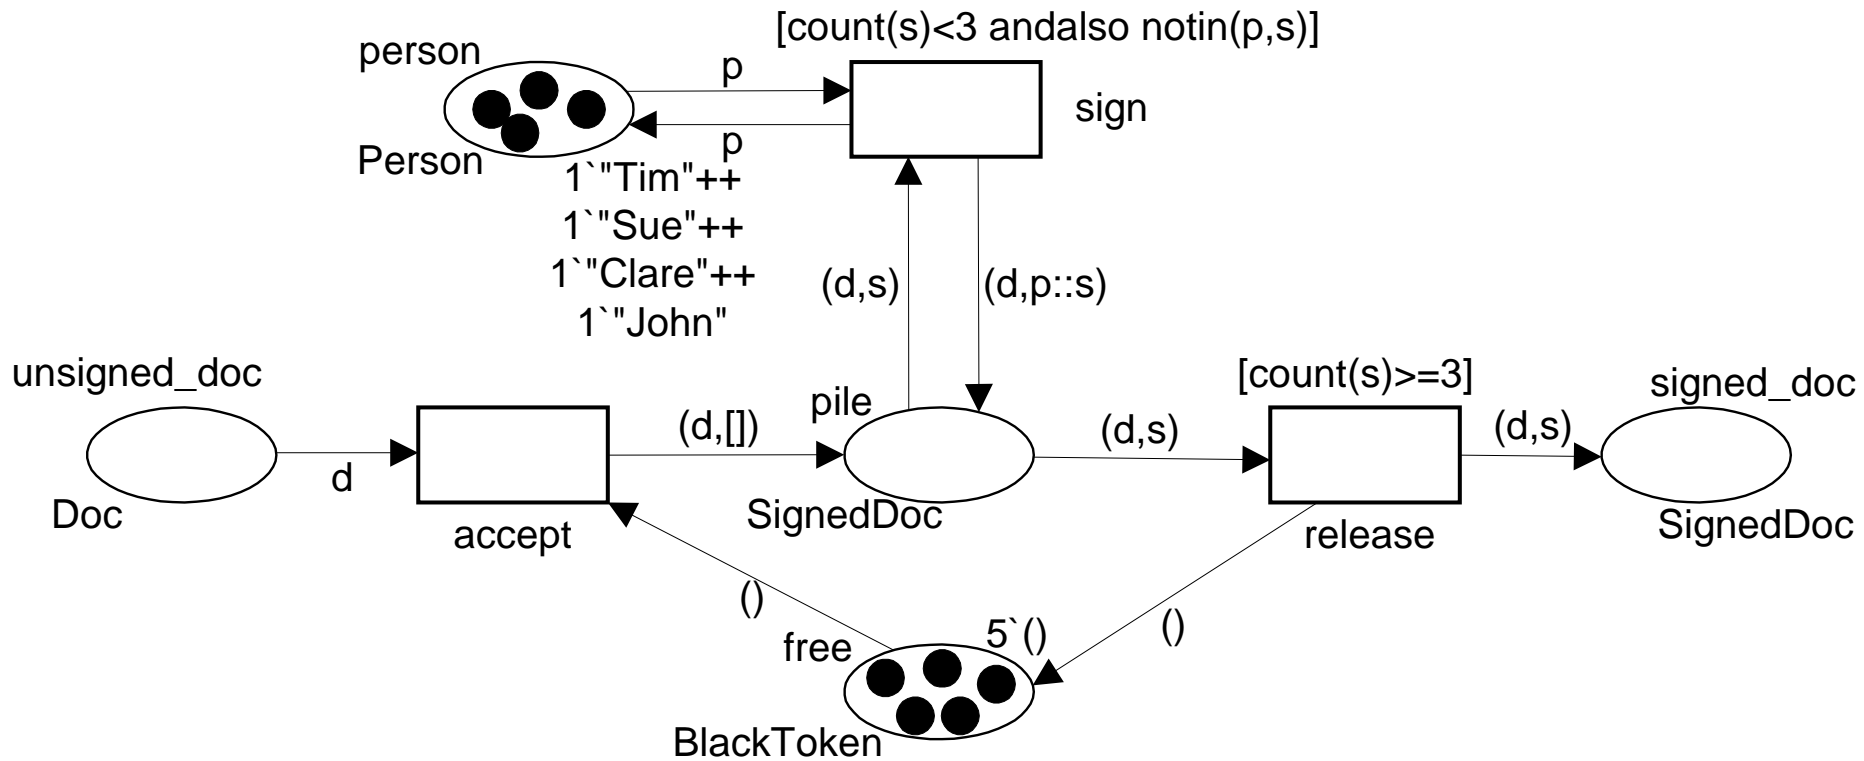 [count(s)<3 andalso notin(p,s)]
person
p
sign
p
Person
1`"Tim"++
1`"Sue"++
1`"Clare"++
1`"John"
(d,s)
(d,p::s)
unsigned_doc
[count(s)>=3]
signed_doc
pile
(d,[])
(d,s)
(d,s)
d
Doc
SignedDoc
SignedDoc
accept
release
()
()
free
5`()
BlackToken